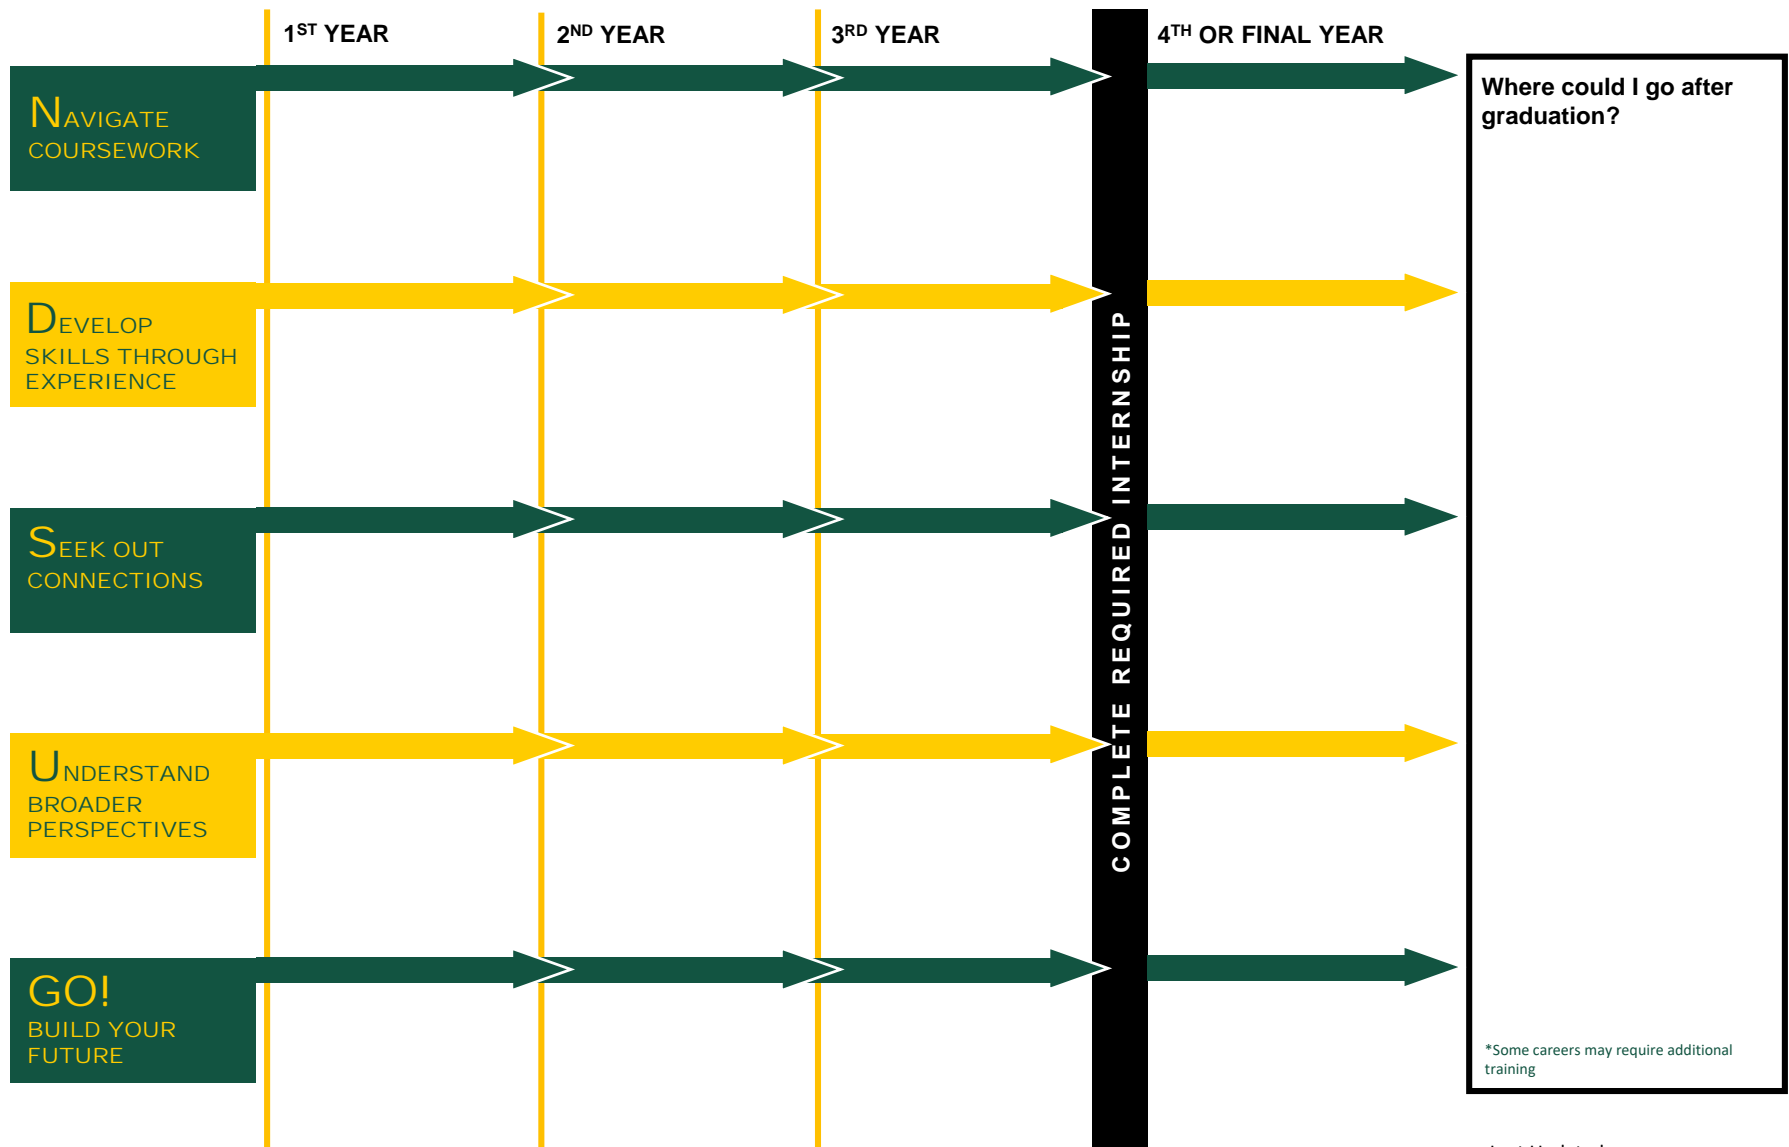 1ST YEAR
2ND YEAR
3RD YEAR
4TH OR FINAL YEAR
NAVIGATE
COURSEWORK
DEVELOP
SKILLS THROUGH
EXPERIENCE
SEEK OUT
CONNECTIONS
UNDERSTAND
BROADER
PERSPECTIVES
GO!
BUILD YOUR
FUTURE
COMPLETE REQUIRED INTERNSHIP
Where could I go after
graduation?
*Some careers may require additional
training